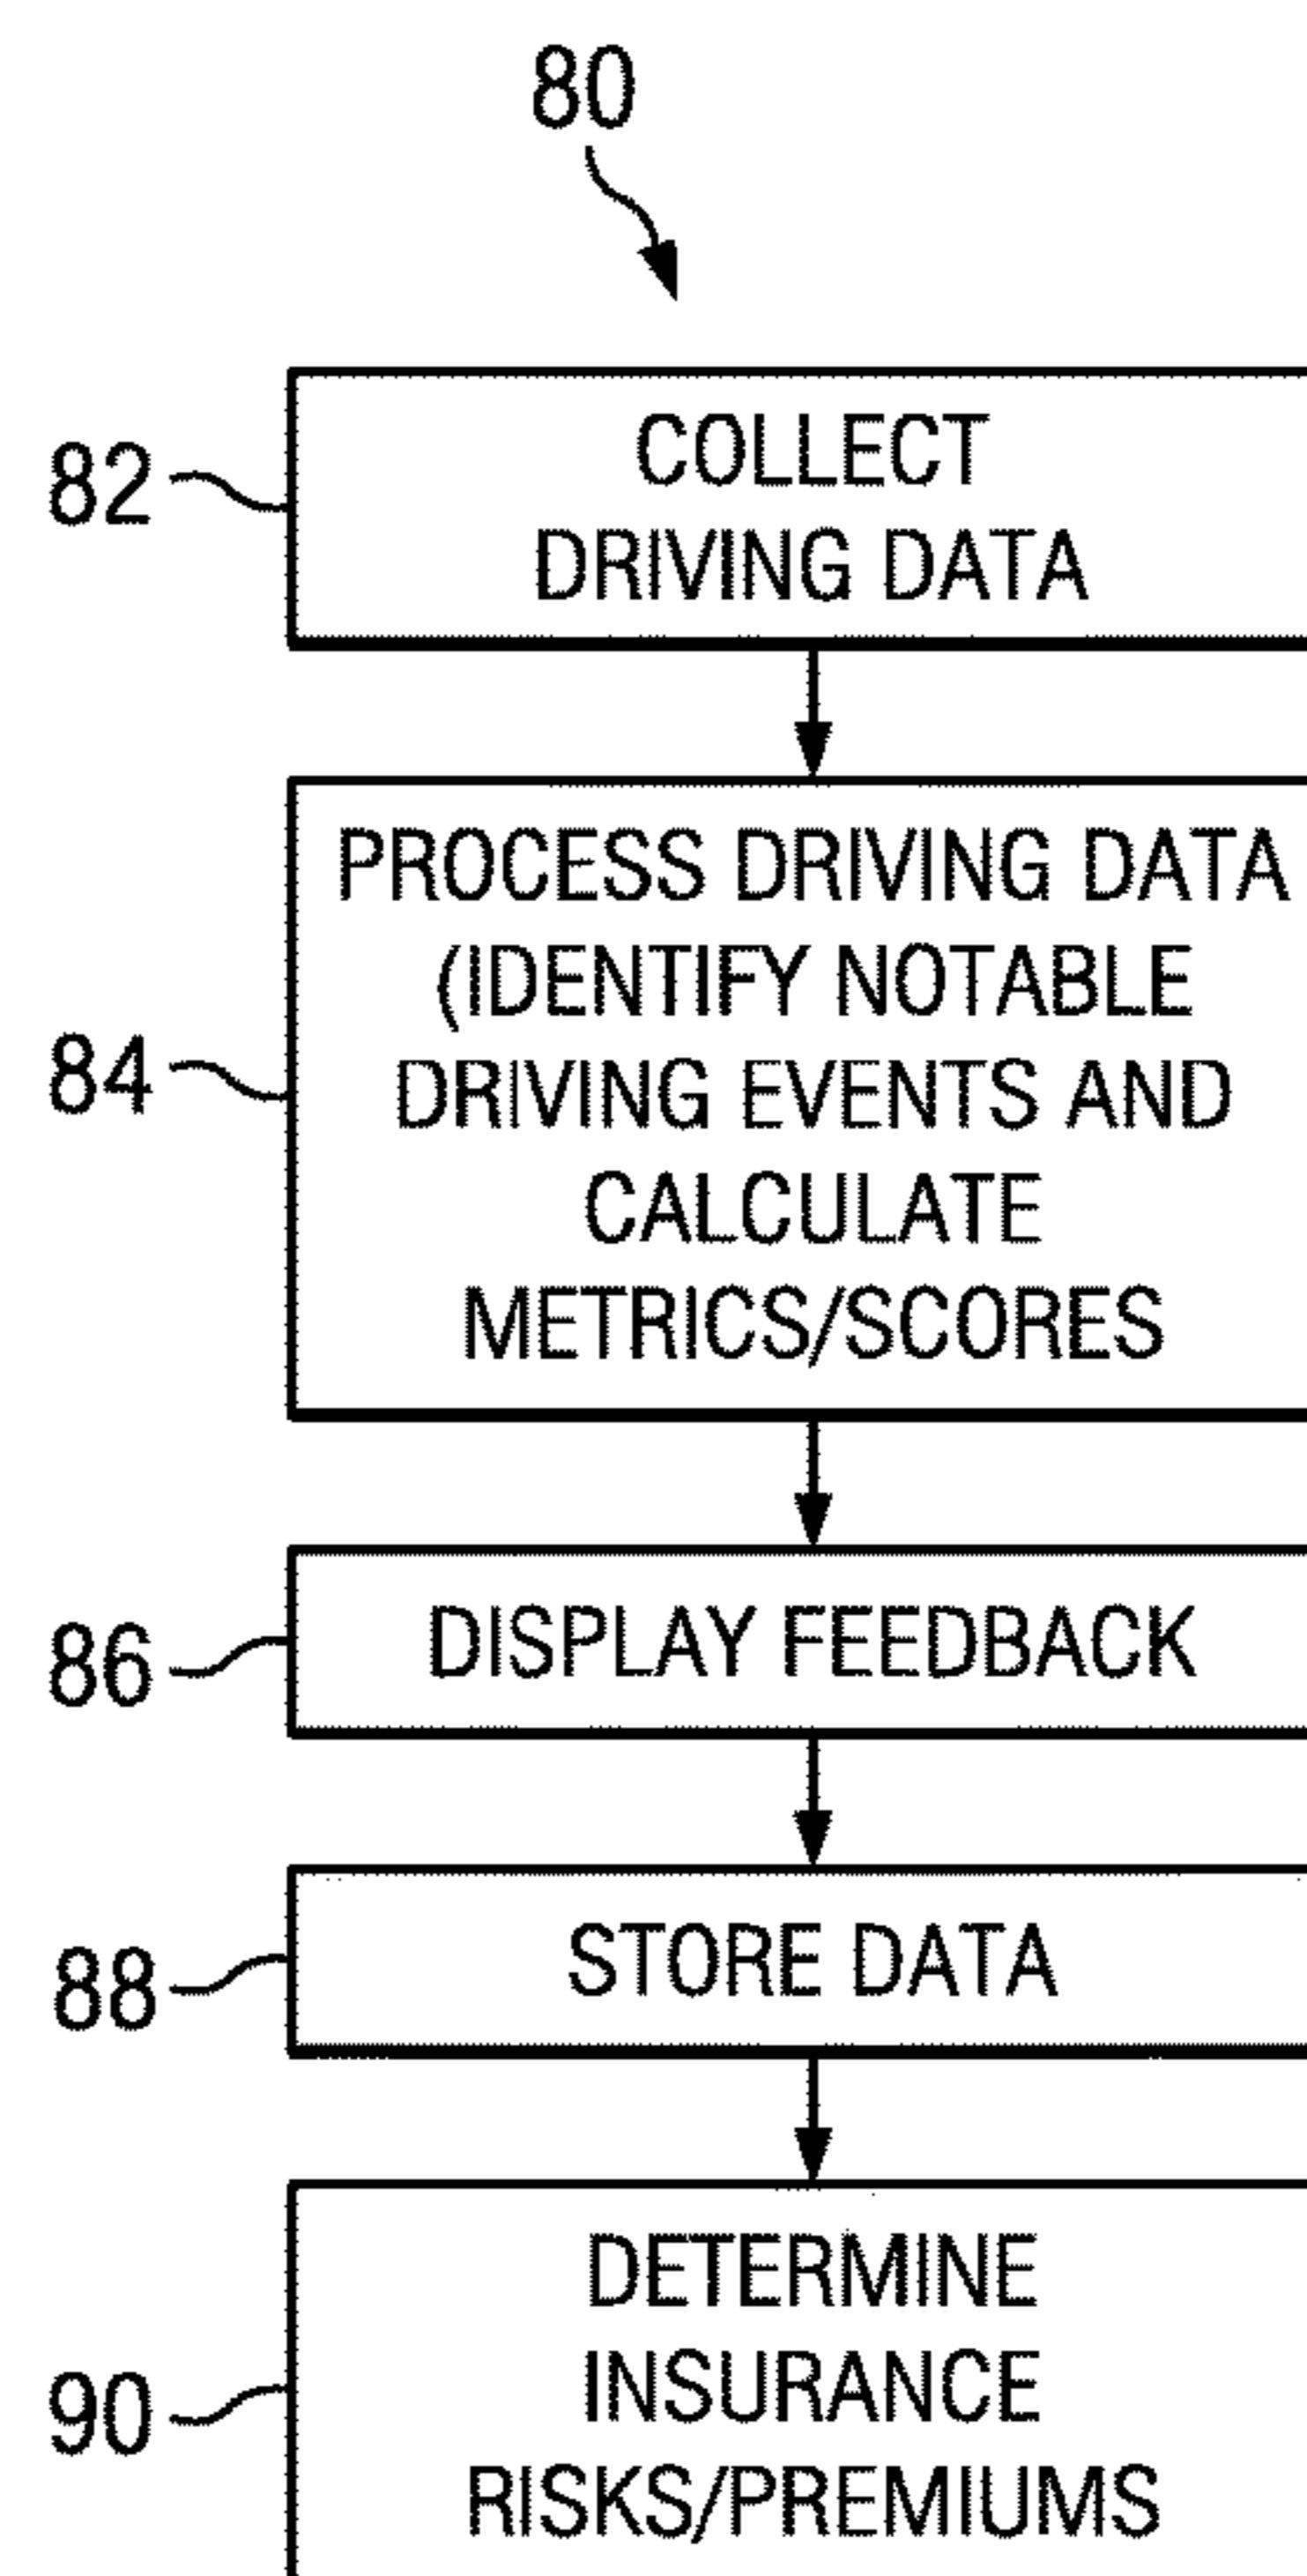 80
82
COLLECT
DRIVING DATA
84
PROCESS DRIVING DATA
(IDENTIFY NOTABLE
DRIVING EVENTS AND
CALCULATE
METRICS/SCORES
86
DISPLAY FEEDBACK
88
STORE DATA
90
DETERMINE
INSURANCE
RISKS/PREMIUMS